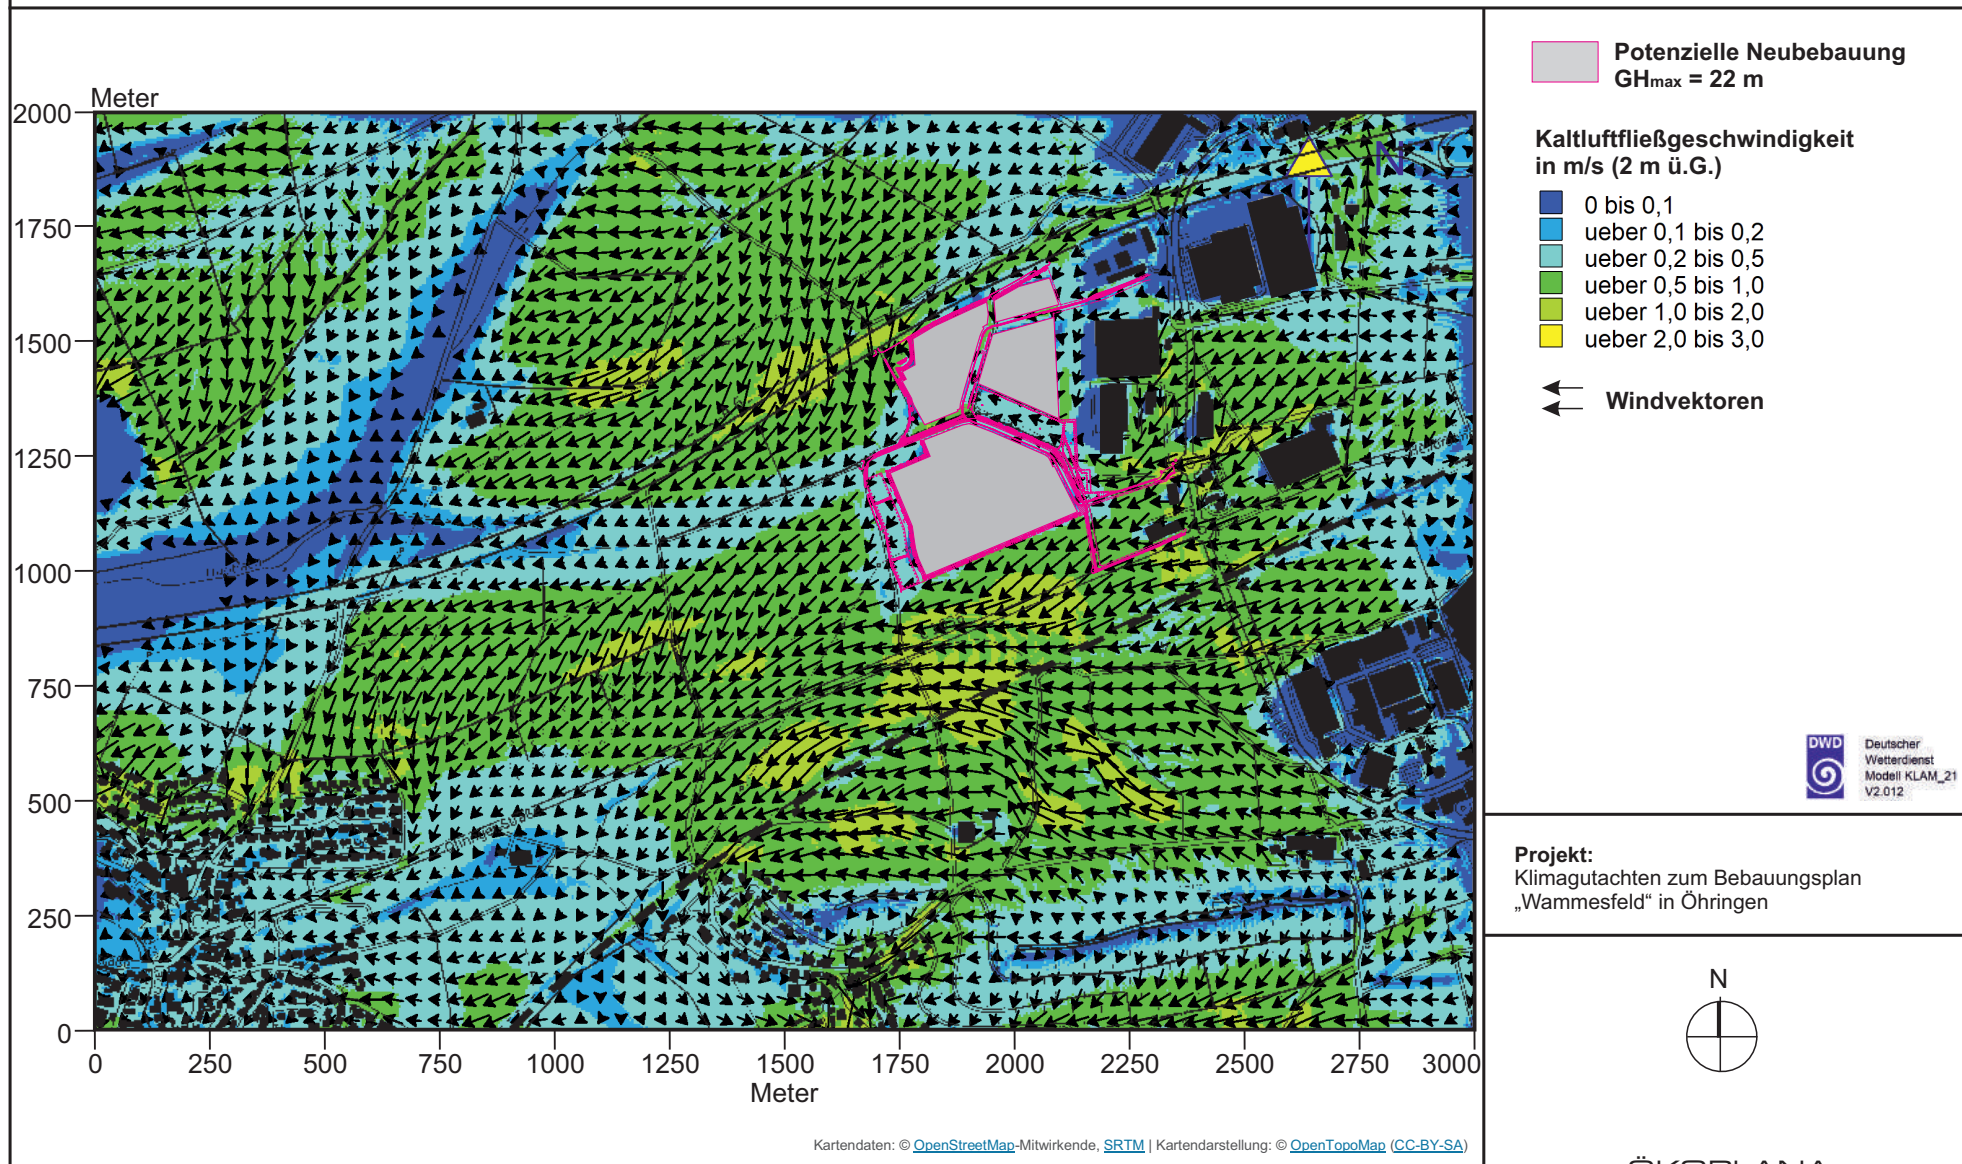 Meter
2000
1750
1500
1250
1000
750
500
250
0
0 250 500 750 1000 1250 1500 1750 2000 2250 2500 2750 3000
Meter
N
Kartendaten: © OpenStreetMap-Mitwirkende, SRTM | Kartendarstellung: © OpenTopoMap (CC-BY-SA)
Potenzielle Neubebauung
GHmax = 22 m
Kaltluftfließgeschwindigkeit
in m/s (2 m ü.G.)
0 bis 0,1
ueber 0,1 bis 0,2
ueber 0,2 bis 0,5
ueber 0,5 bis 1,0
ueber 1,0 bis 2,0
ueber 2,0 bis 3,0
Windvektoren
DWD
Deutscher
Wetterdienst
Modell KLAM_21
V2.012
Projekt:
Klimagutachten zum Bebauungsplan
„Wammesfeld“ in Öhringen
N
ÖKOPLANA